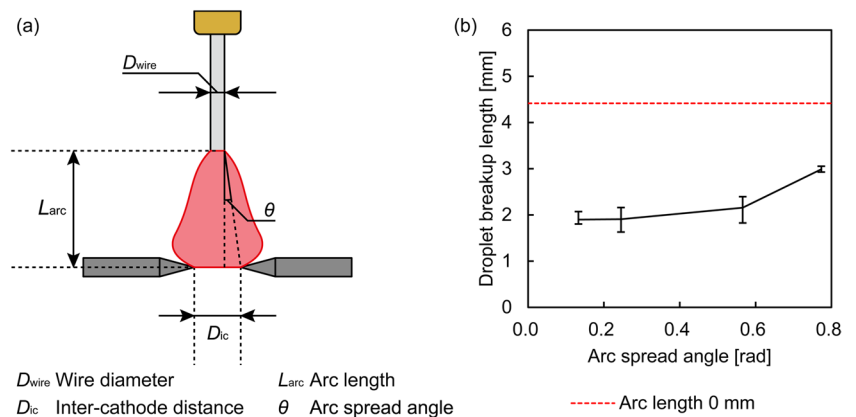 (a)
Dwire
Larc
θ
Dic
Dwire Wire diameter
Larc Arc length
Dic Inter-cathode distance
θ Arc spread angle
(b)
Droplet breakup length [mm]
6
5
4
3
2
1
0
0.0 0.2 0.4 0.6 0.8
Arc spread angle [rad]
Arc length 0 mm